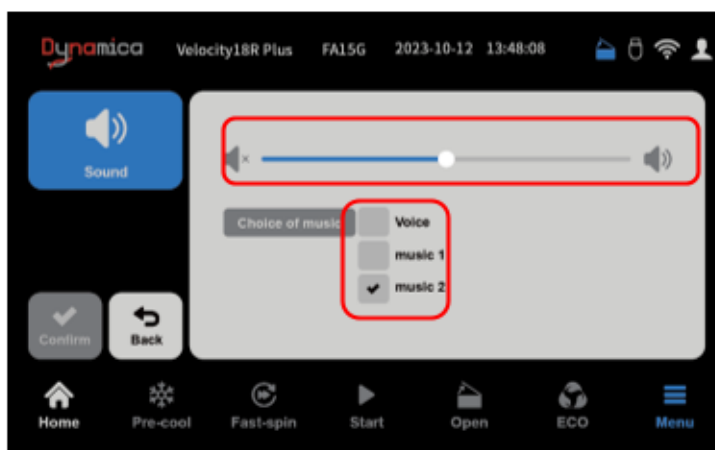 Dynamica Velocity18R Plus FA15G 2023-10-12 13:48:08
Sound
Choice of music
Voice
music 1
music 2
Confirm
Back
Home Pre-cool Fast-spin Start Open ECO Menu